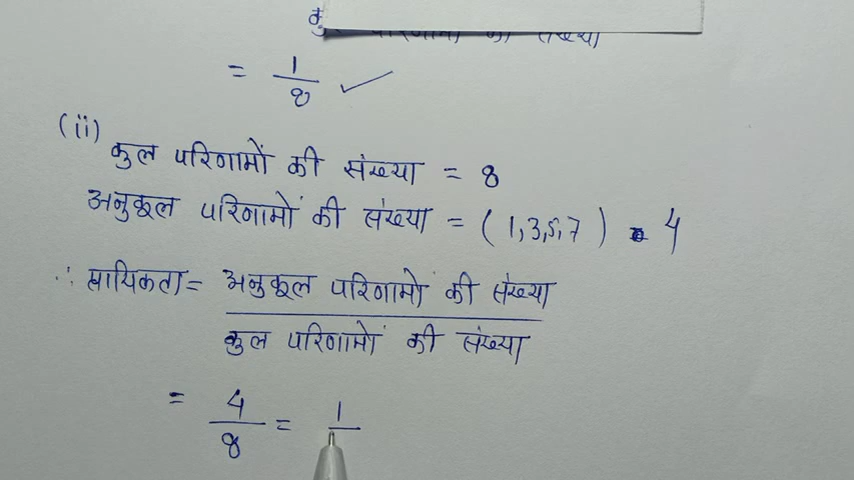 = 1/8 ✓
(ii) कुल परिणामों की संख्या = 8
अनुकूल परिणामों की संख्या = (1,3,5,7) = 4
∴ प्रायिकता = अनुकूल परिणामों की संख्या
कुल परिणामों की संख्या
= 4/8 = 1